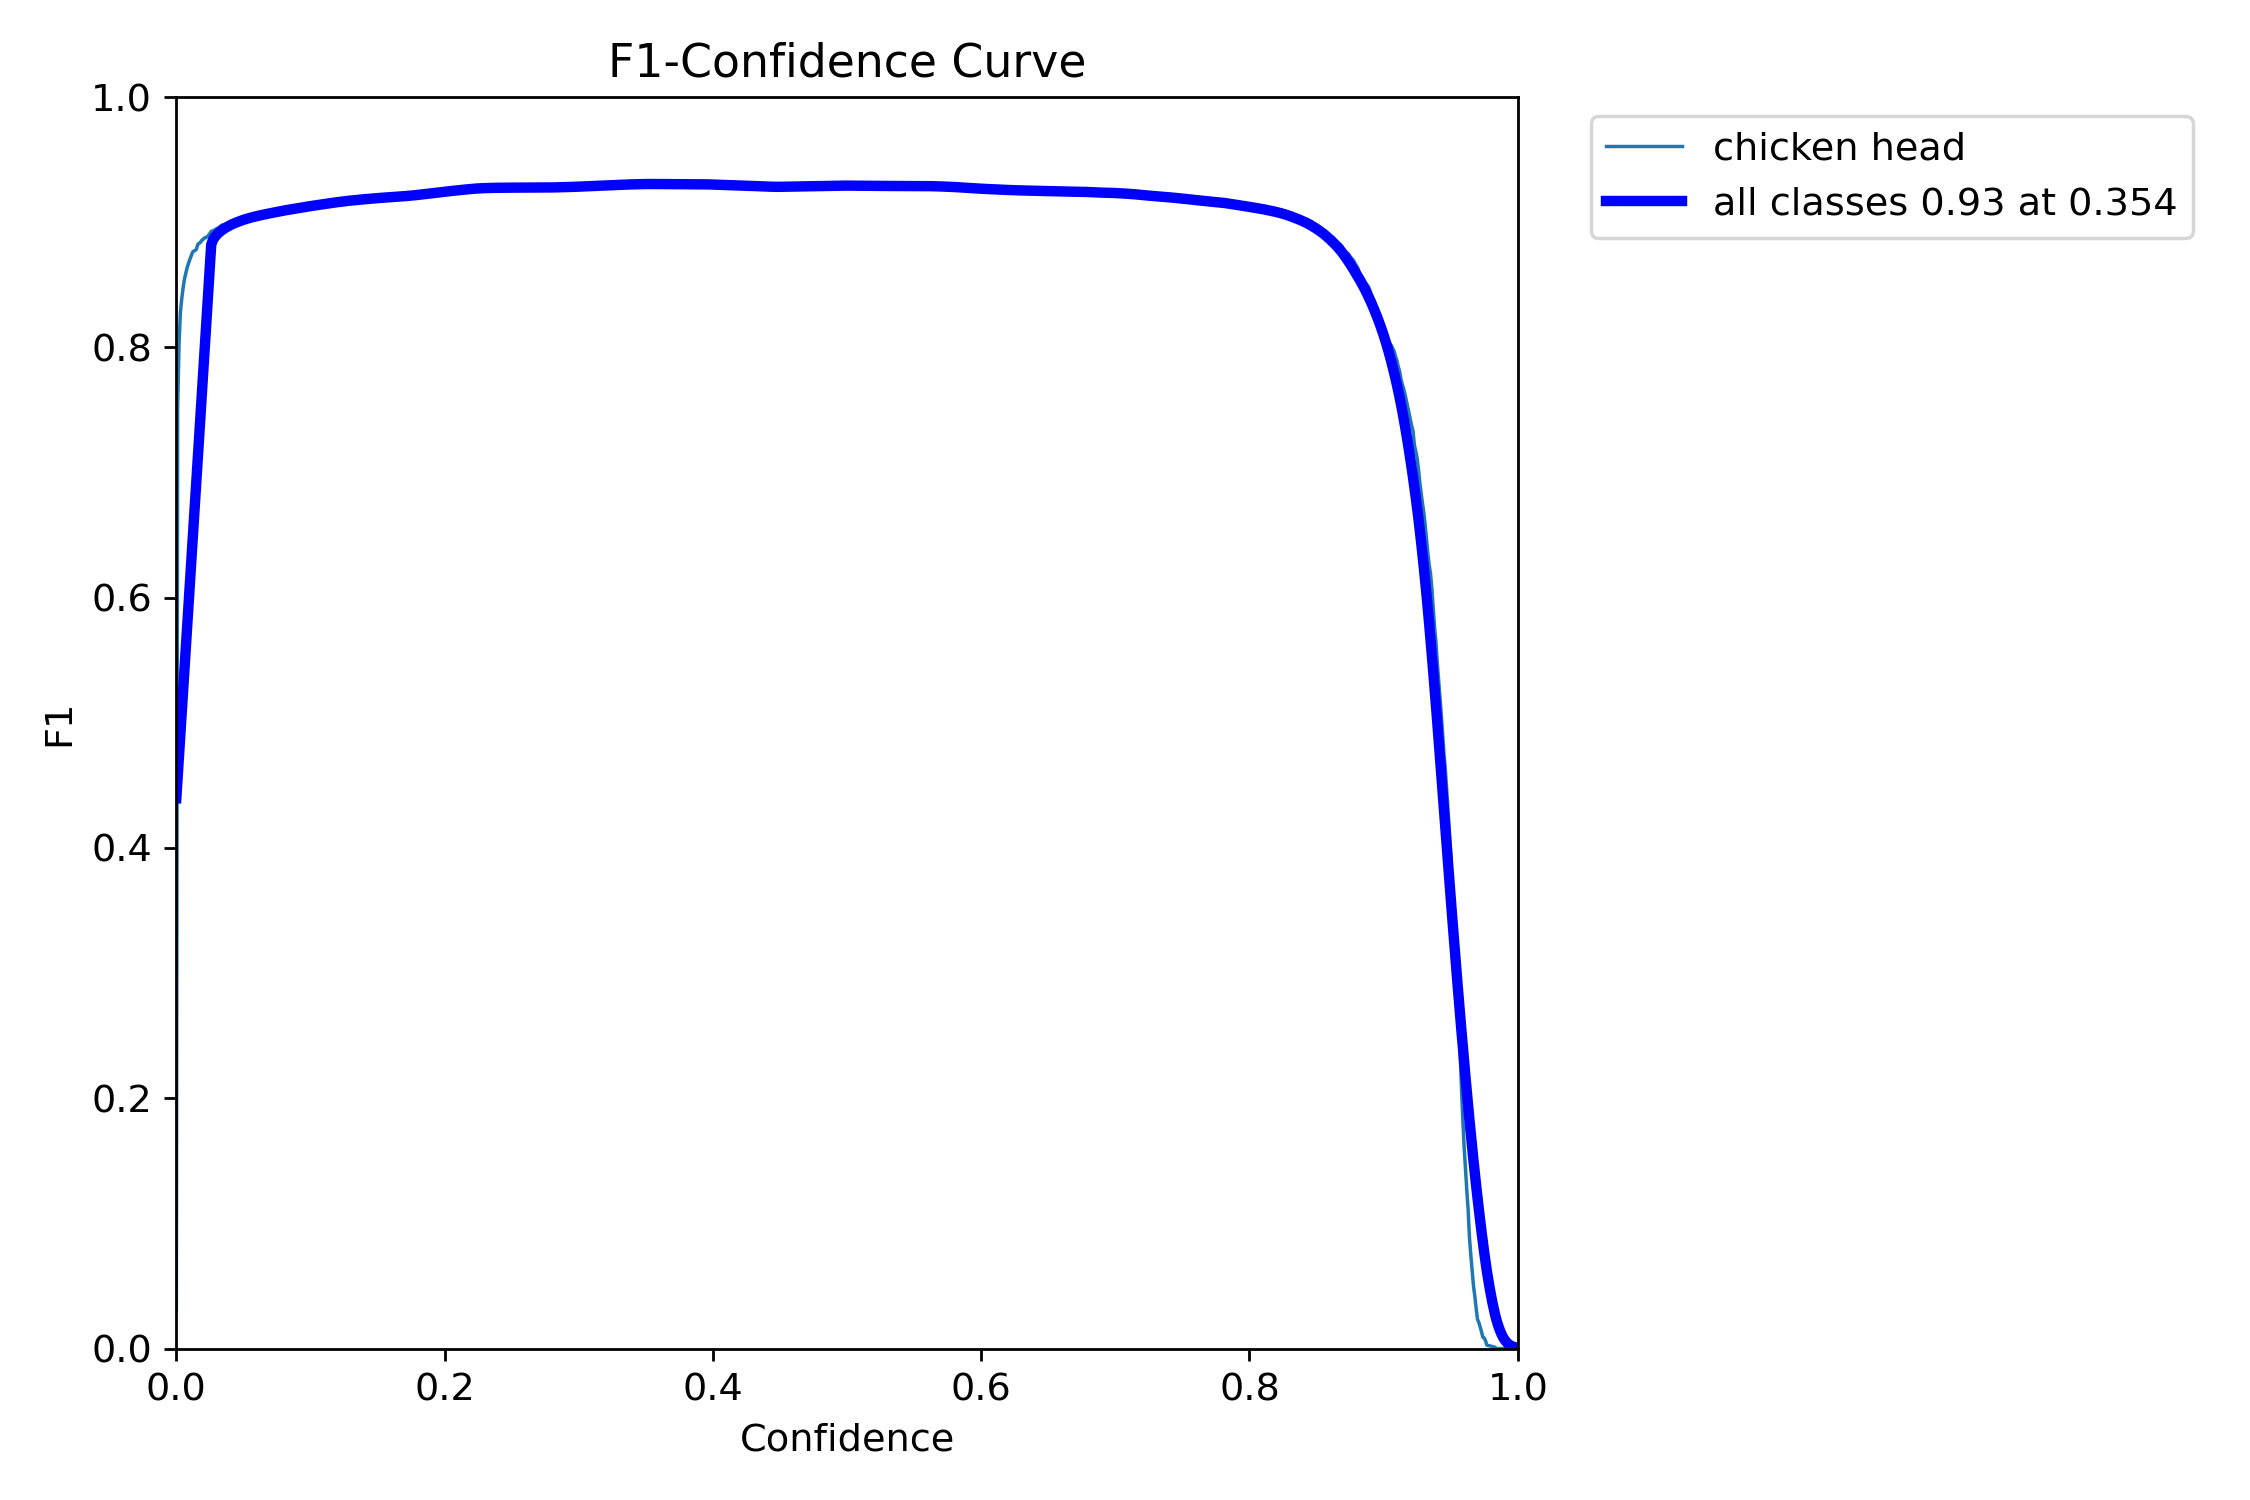 F1-Confidence Curve
1.0
0.8
0.6
0.4
0.2
0.0
F1
0.0 0.2 0.4 0.6 0.8 1.0
Confidence
chicken head
all classes 0.93 at 0.354